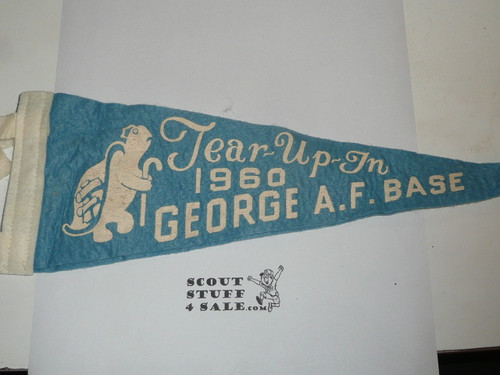 Tear-Up-In
1960
GEORGE A.F. BASE
SCOUT
STUFF
4 SALE.com